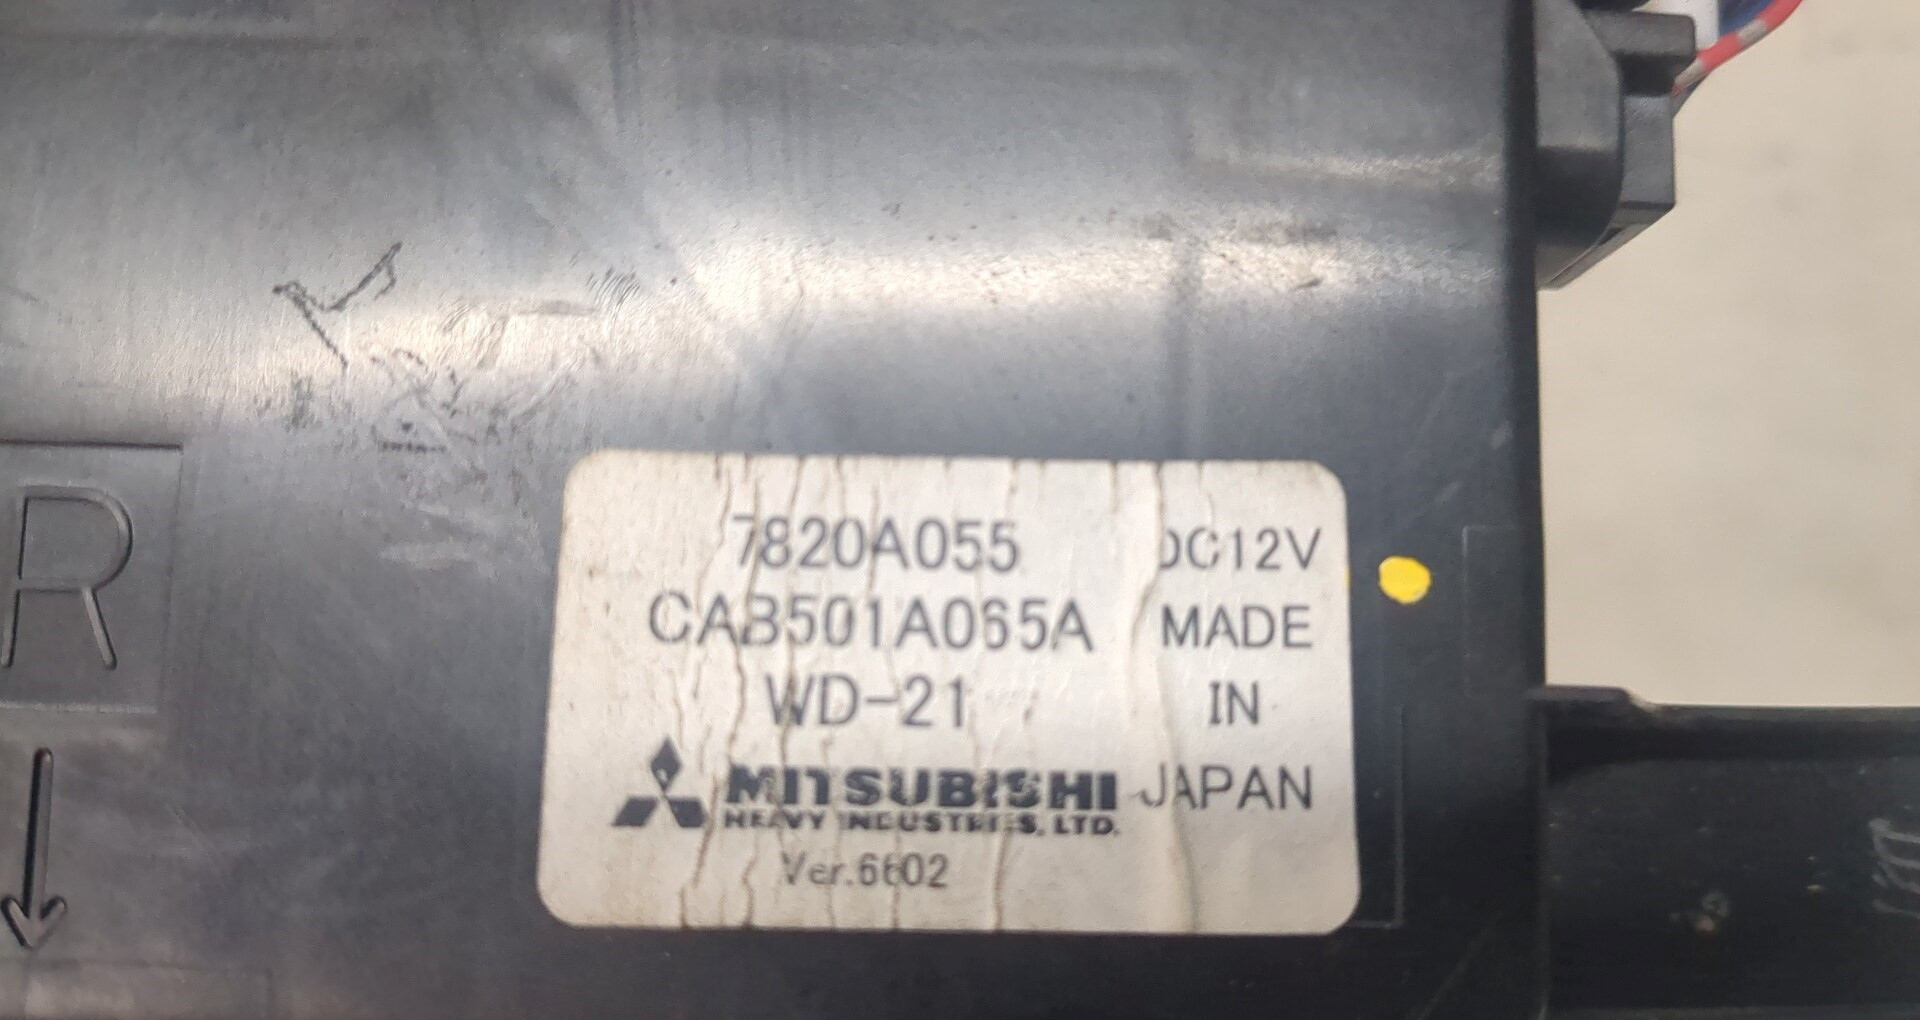 R
7820A055 DC12V
CAB501A065A MADE
WD-21 IN
MITSUBISHI JAPAN
HEAVY INDUSTRIES, LTD.
Ver.6602